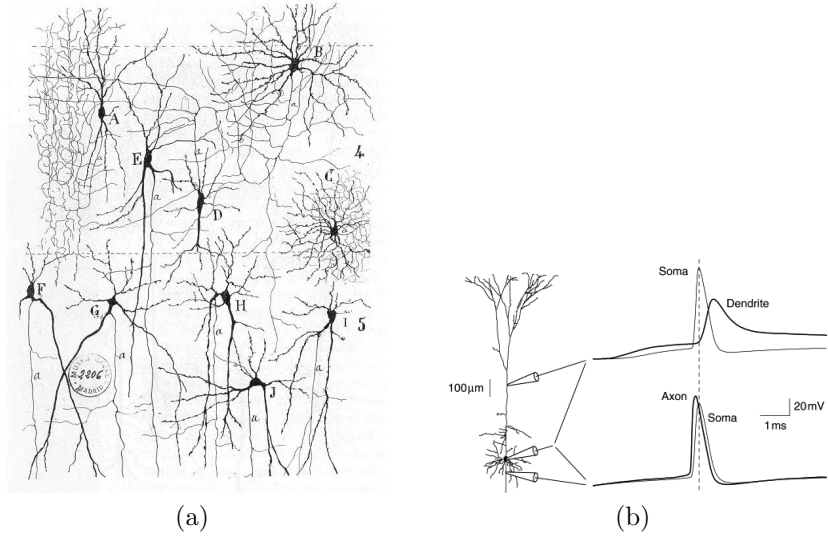 B
A
E
4
a
a
a
a
C
D
F
G
H
I
5
a
a
a
a
J
a
2206
MADRID
(a)
Soma
Dendrite
100μm
Axon
Soma
20mV
1ms
(b)